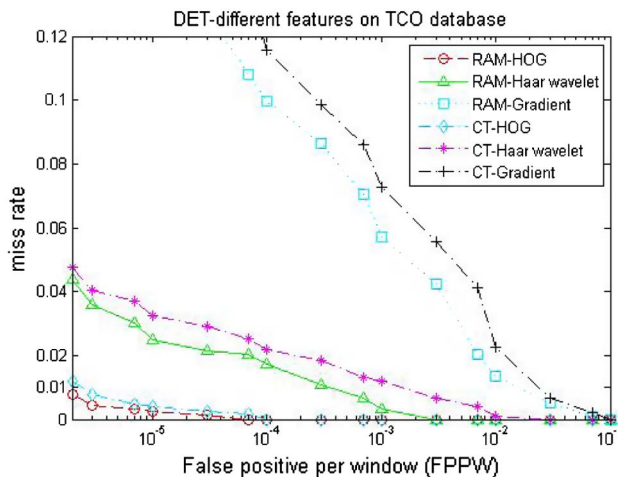 DET-different features on TCO database
0.12
0.1
0.08
0.06
0.04
0.02
0.01
0
miss rate
RAM-HOG
RAM-Haar wavelet
RAM-Gradient
CT-HOG
CT-Haar wavelet
CT-Gradient
10-5
10-4
10-3
10-2
10-1
False positive per window (FPPW)